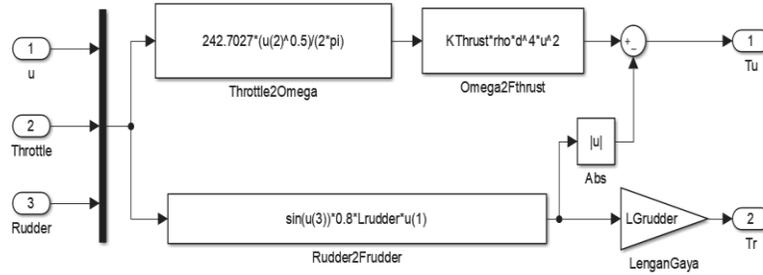 1
u
2
Throttle
3
Rudder
242.7027*(u(2)^0.5)/(2*pi)
Throttle2Omega
KThrust*rho*d^4*u^2
Omega2Fthrust
+
_
1
Tu
|u|
Abs
sin(u(3))*0.8*Lrudder*u(1)
Rudder2Frudder
LGrudder
LenganGaya
2
Tr